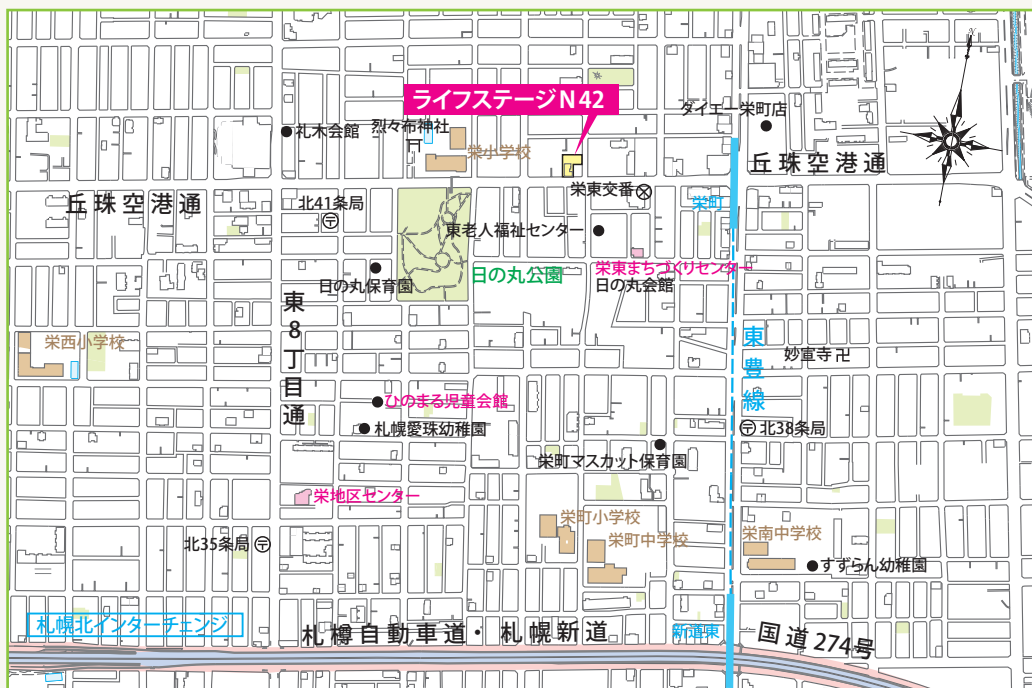 ライフステージN42
ダイエー栄町店
烈々布神社
札木会館
栄小学校
丘珠空港通
丘珠空港通
栄東交番
栄町
北41条局
東老人福祉センター
栄東まちづくりセンター
日の丸会館
日の丸公園
日の丸保育園
東8丁目通
栄西小学校
東豊線
妙宣寺
ひのまる児童会館
札幌愛珠幼稚園
北38条局
栄町マスカット保育園
栄地区センター
栄町小学校
栄町中学校
栄南中学校
北35条局
すずらん幼稚園
札幌北インターチェンジ
札樽自動車道・札幌新道
新道東
国道274号